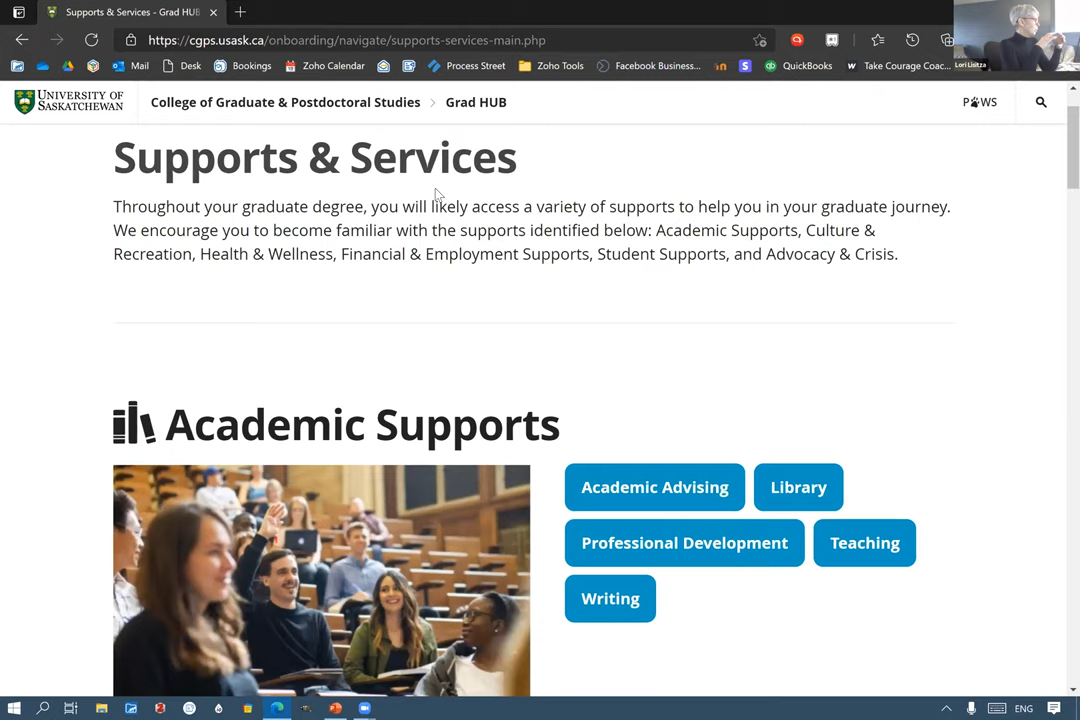 Supports & Services - Grad HUB
https://cgps.usask.ca/onboarding/navigate/supports-services-main.php
Mail Desk Bookings Zoho Calendar Process Street Zoho Tools Facebook Business... QuickBooks Take Courage Coac...
Lori Lisitza
UNIVERSITY OF
SASKATCHEWAN
College of Graduate & Postdoctoral Studies > Grad HUB
PAWS
Supports & Services
Throughout your graduate degree, you will likely access a variety of supports to help you in your graduate journey.
We encourage you to become familiar with the supports identified below: Academic Supports, Culture &
Recreation, Health & Wellness, Financial & Employment Supports, Student Supports, and Advocacy & Crisis.
Academic Supports
Academic Advising
Library
Professional Development
Teaching
Writing
ENG